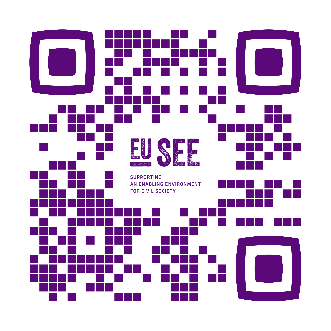 EU SEE
SUPPORTING
AN ENABLING ENVIRONMENT
FOR CIVIL SOCIETY